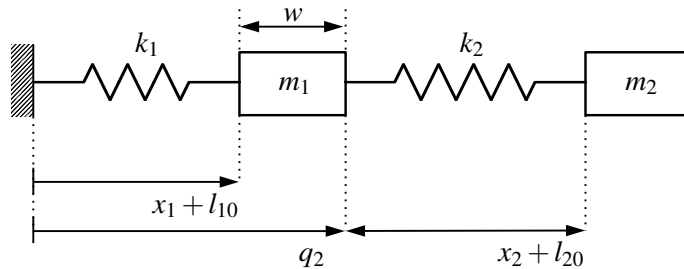 w
k₁ k₂
m₁ m₂
x₁ + l₁₀
q₂ x₂ + l₂₀